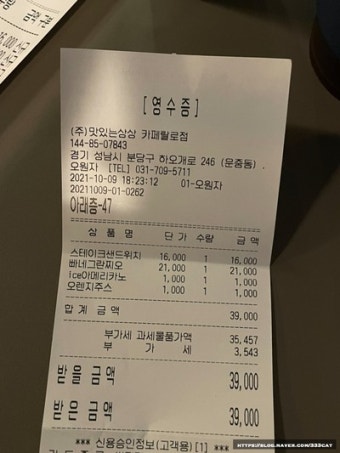 [영수증]
(주)맛있는상상 카페랄로점
144-85-07843
경기 성남시 분당구 하오개로 246 (운중동) .
오원자 [TEL] 031-709-5711
2021-10-09 18:23:12 01-오원자
20211009-01-0262
아래층-47
상 품 명 단 가 수량 금 액
스테이크샌드위치 16,000 1 16,000
빠네그란찌오 21,000 1 21,000
Ice아메리카노 1,000 1 1,000
오렌지주스 1,000 1 1,000
합 계 금 액 39,000
부가세 과세물품가액 35,457
부 가 세 3,543
받을 금액 39,000
받은 금액 39,000
*** 신용승인정보(고객용) [1] ***
HTTPS://BLOG.NAVER.COM/333CAT